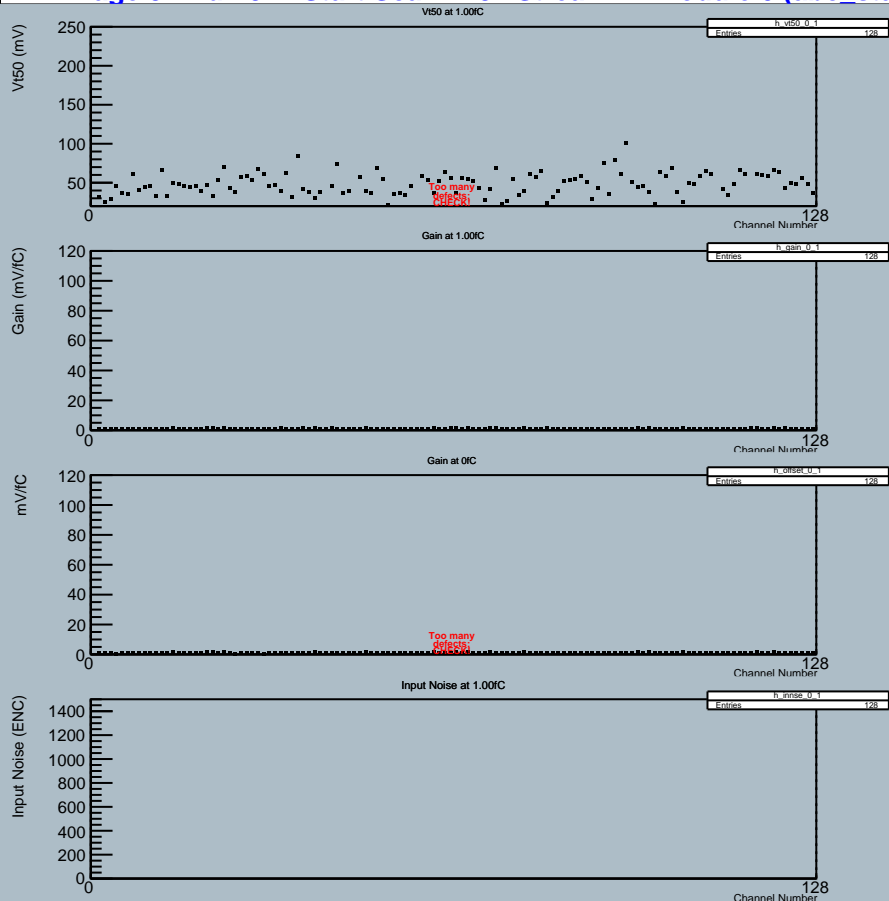 Vt50 at 1.00fC
h_vt50_0_1
Entries 128
Vt50 (mV)
250
200
150
100
50
Too many
defects:
CHECK!
0
128
Channel Number
Gain at 1.00fC
h_gain_0_1
Entries 128
Gain (mV/fC)
120
100
80
60
40
20
0
0
128
Channel Number
Gain at 0fC
h_offset_0_1
Entries 128
mV/fC
120
100
80
60
40
20
Too many
defects:
CHECK!
0
0
128
Channel Number
Input Noise at 1.00fC
h_innse_0_1
Entries 128
Input Noise (ENC)
1400
1200
1000
800
600
400
200
0
0
128
Channel Number